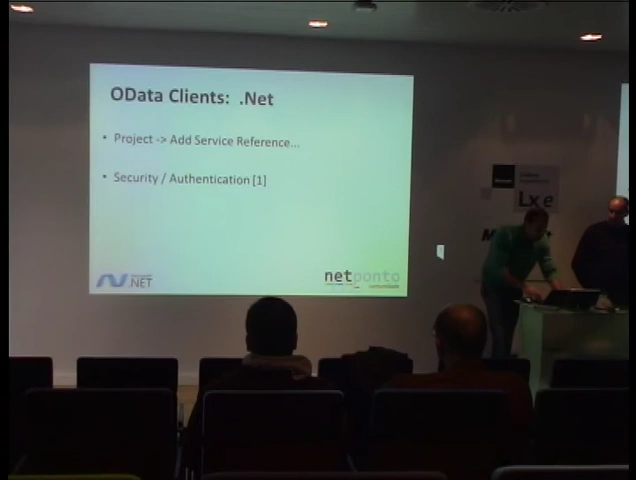 OData Clients: .Net
• Project -> Add Service Reference...
• Security / Authentication [1]
.NET
netponto
Lx e